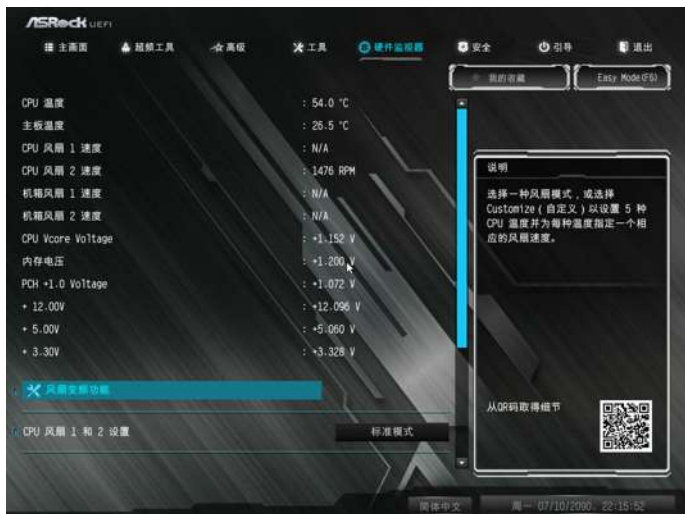 ASRock UEFI
主画面 超频工具 高级 工具 硬件监视器 安全 引导 退出
我的收藏 Easy Mode(F6)
CPU 温度 : 54.0 °C
主板温度 : 26.5 °C
CPU 风扇 1 速度 : N/A
CPU 风扇 2 速度 : 1476 RPM
机箱风扇 1 速度 : N/A
机箱风扇 2 速度 : N/A
CPU Vcore Voltage : +1.152 V
内存电压 : +1.200 V
PCH +1.0 Voltage : +1.072 V
+ 12.00V : +12.096 V
+ 5.00V : +5.060 V
+ 3.30V : +3.328 V
风扇变频功能
CPU 风扇 1 和 2 设置 标准模式
说明
选择一种风扇模式，或选择
Customize ( 自定义 ) 以设置 5 种
CPU 温度并为每种温度指定一个相
应的风扇速度。
从QR码取得细节
简体中文 周一 07/10/2090, 22:15:52